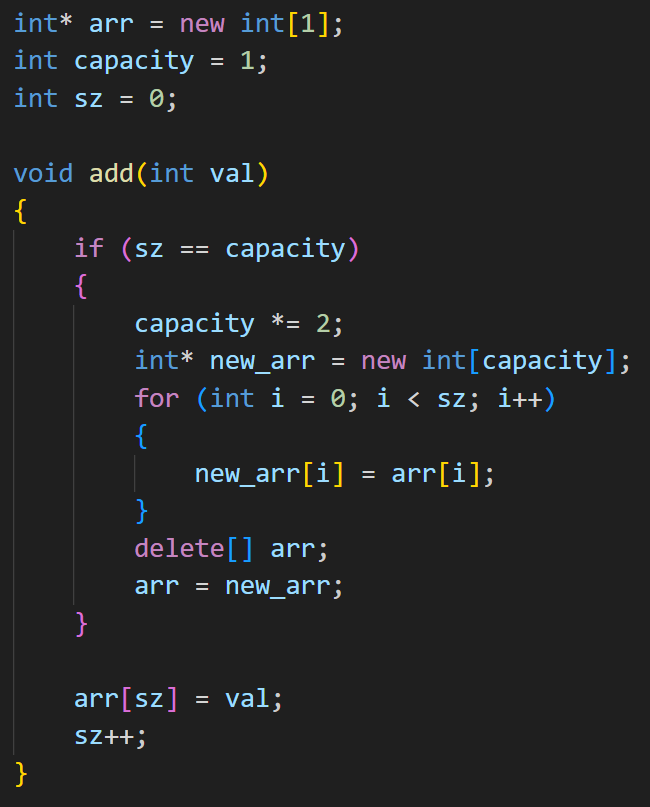 int* arr = new int[1];
int capacity = 1;
int sz = 0;

void add(int val)
{
    if (sz == capacity)
    {
        capacity *= 2;
        int* new_arr = new int[capacity];
        for (int i = 0; i < sz; i++)
        {
            new_arr[i] = arr[i];
        }
        delete[] arr;
        arr = new_arr;
    }

    arr[sz] = val;
    sz++;
}